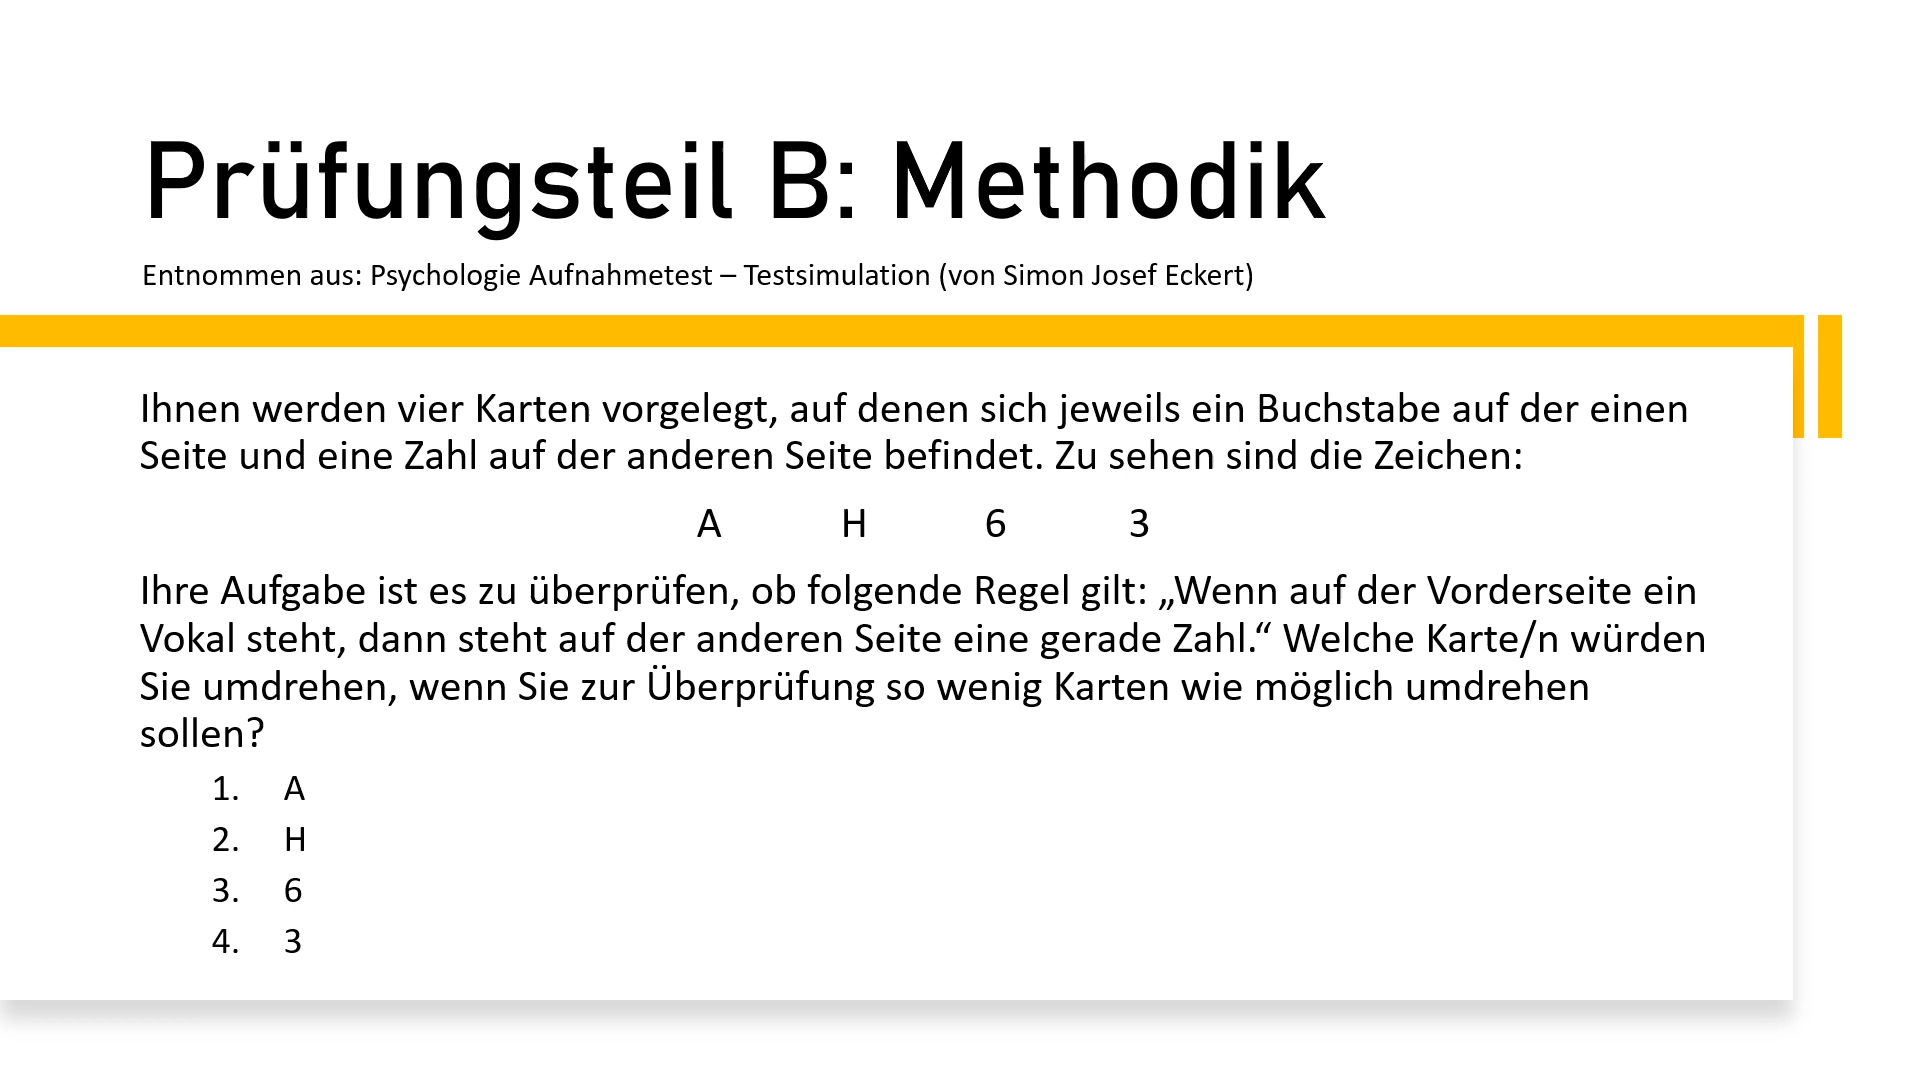 Prüfungsteil B: Methodik
Entnommen aus: Psychologie Aufnahmetest – Testsimulation (von Simon Josef Eckert)
Ihnen werden vier Karten vorgelegt, auf denen sich jeweils ein Buchstabe auf der einen
Seite und eine Zahl auf der anderen Seite befindet. Zu sehen sind die Zeichen:
A H 6 3
Ihre Aufgabe ist es zu überprüfen, ob folgende Regel gilt: „Wenn auf der Vorderseite ein
Vokal steht, dann steht auf der anderen Seite eine gerade Zahl.“ Welche Karte/n würden
Sie umdrehen, wenn Sie zur Überprüfung so wenig Karten wie möglich umdrehen
sollen?
1. A
2. H
3. 6
4. 3